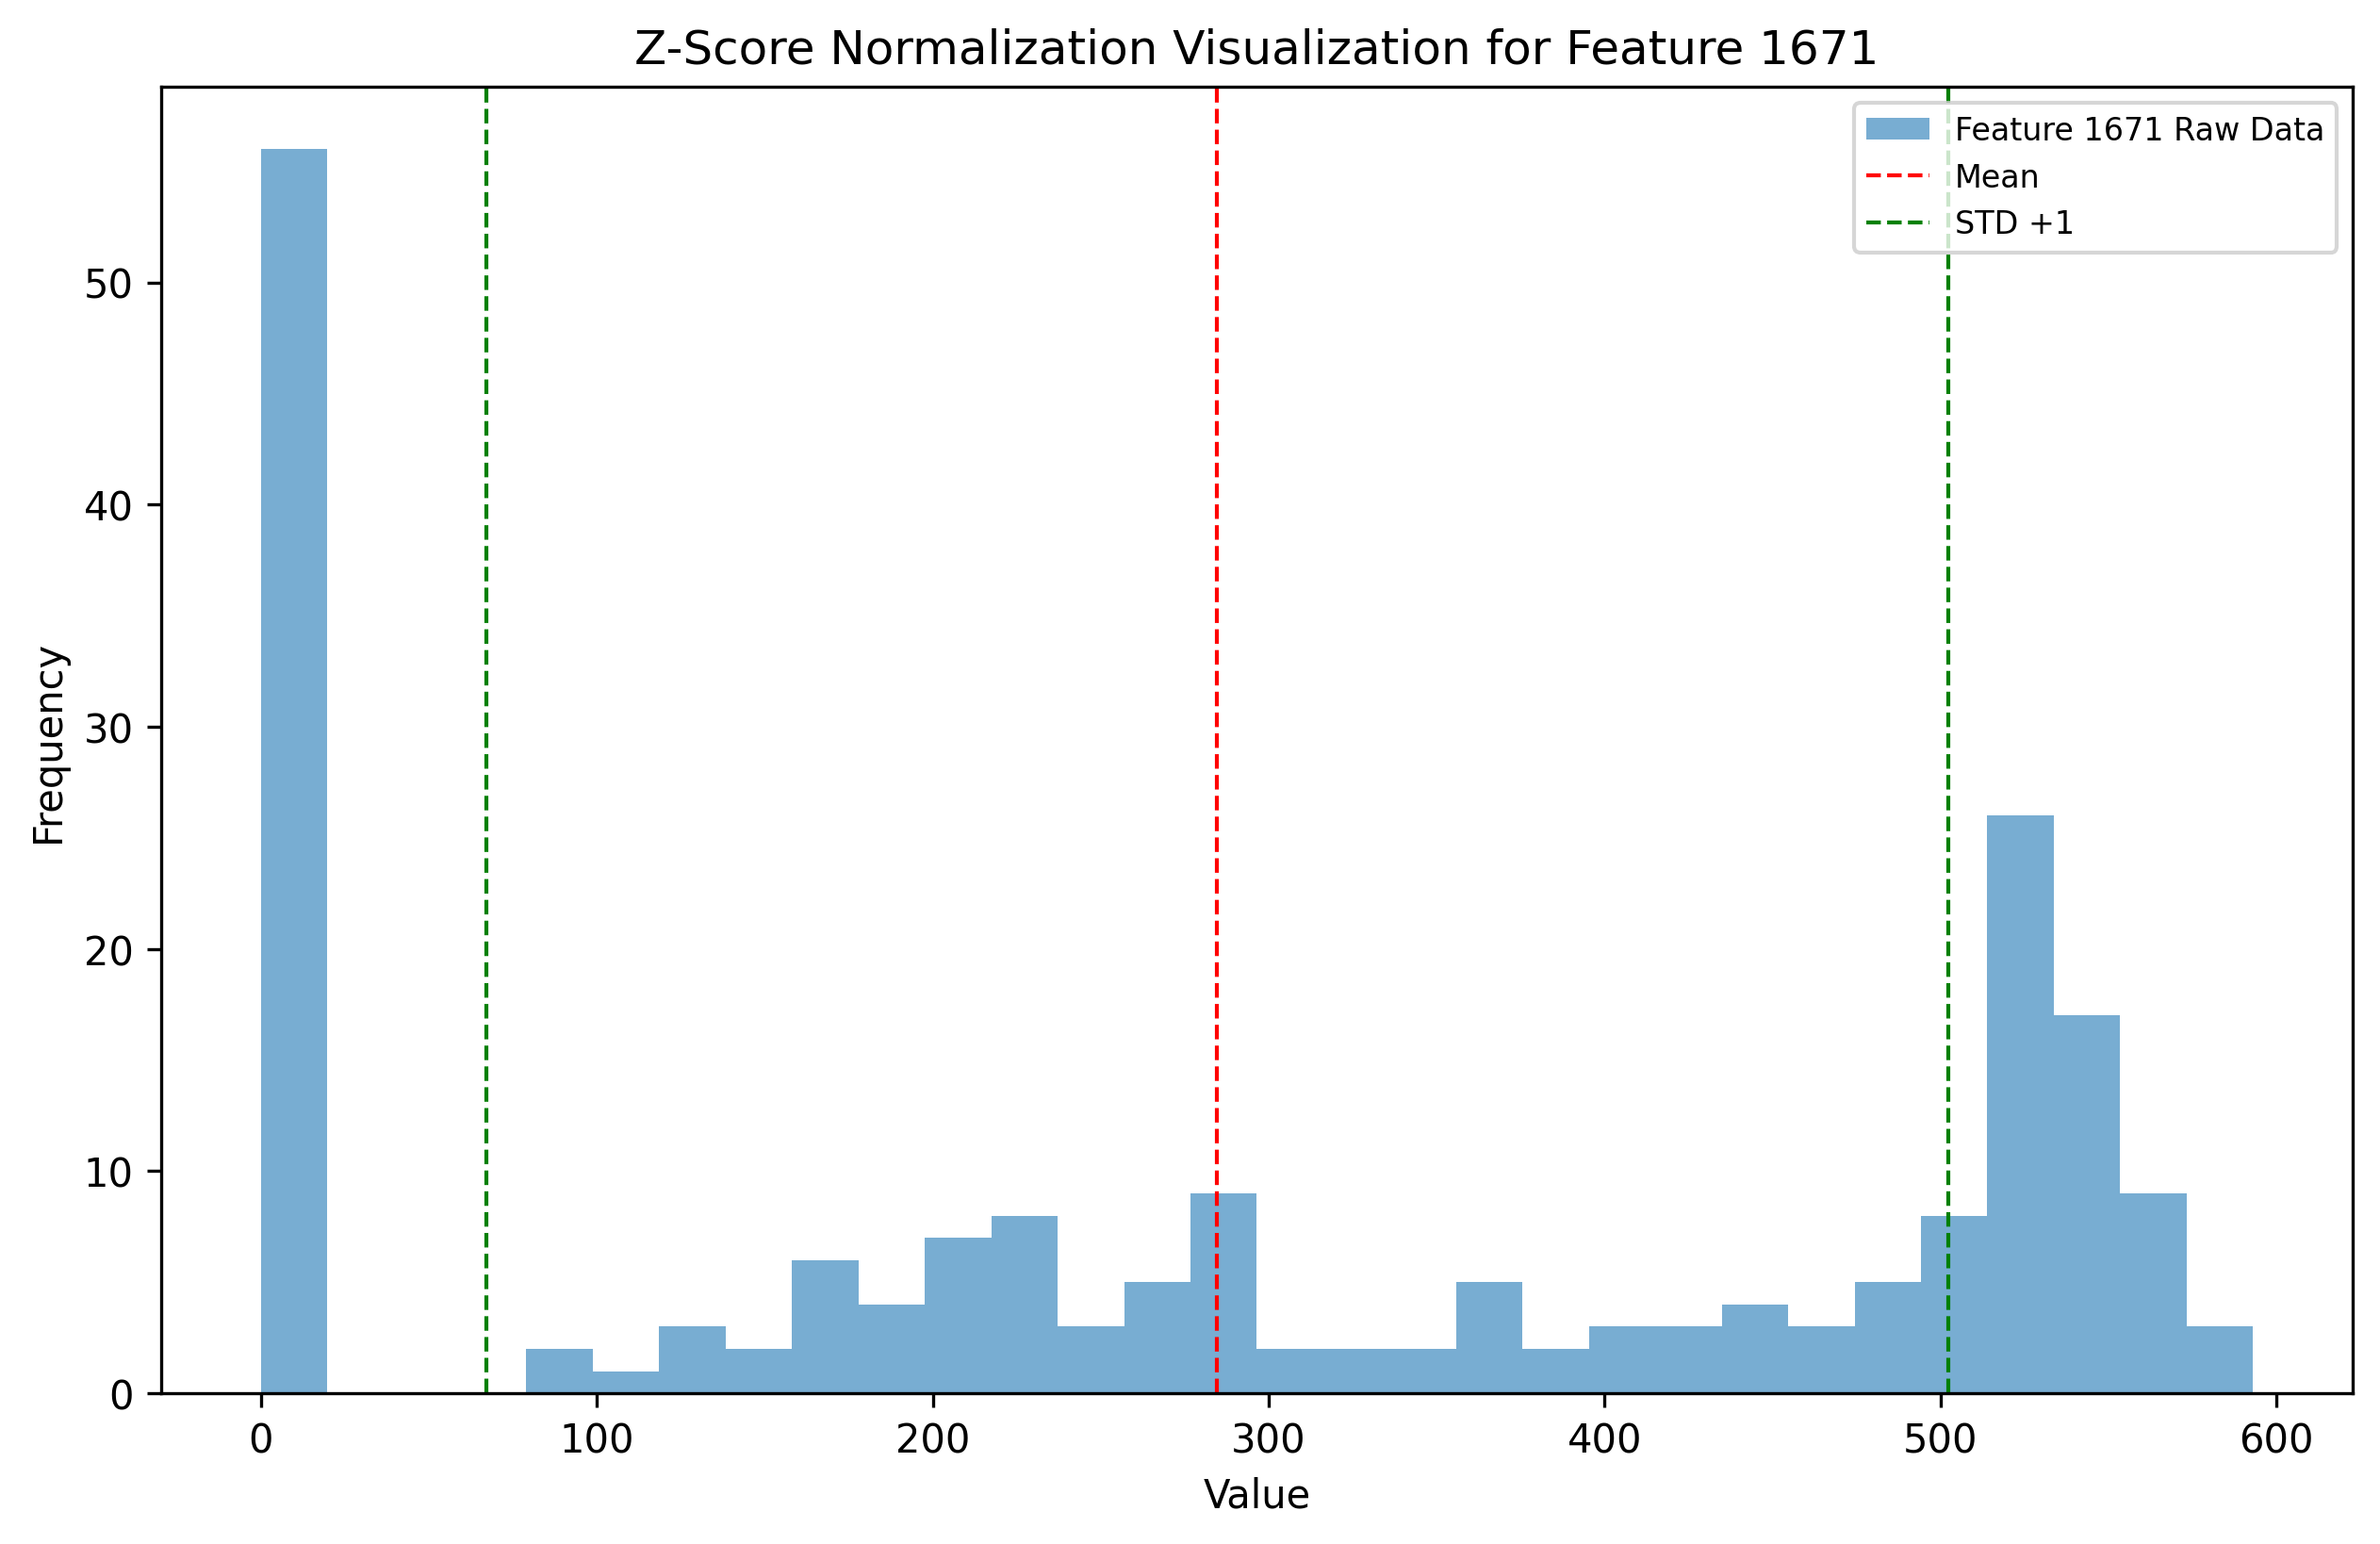 Z-Score Normalization Visualization for Feature 1671
Feature 1671 Raw Data
Mean
STD +1
Frequency
50
40
30
20
10
0
0 100 200 300 400 500 600
Value